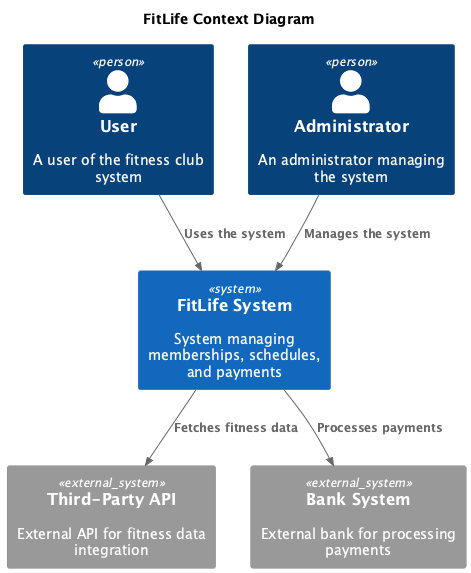 FitLife Context Diagram
«person»
User
A user of the fitness club
system
«person»
Administrator
An administrator managing
the system
Uses the system
Manages the system
«system»
FitLife System
System managing
memberships, schedules,
and payments
Fetches fitness data
Processes payments
«external_system»
Third-Party API
External API for fitness data
integration
«external_system»
Bank System
External bank for processing
payments